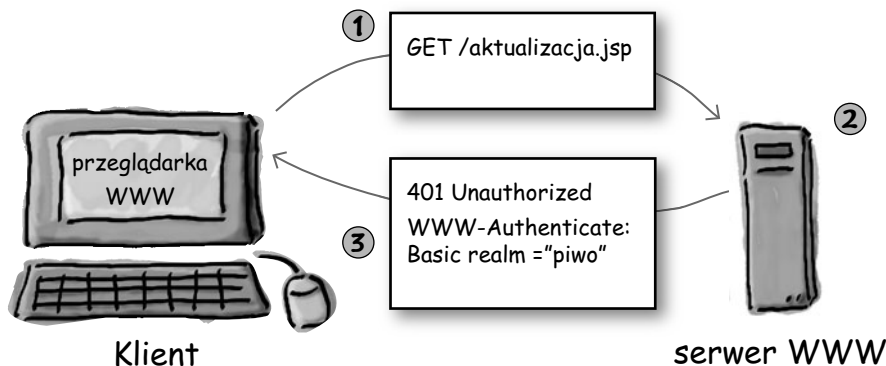 1
GET /aktualizacja.jsp
2
przeglądarka
WWW
401 Unauthorized
WWW-Authenticate:
Basic realm ="piwo"
3
Klient
serwer WWW